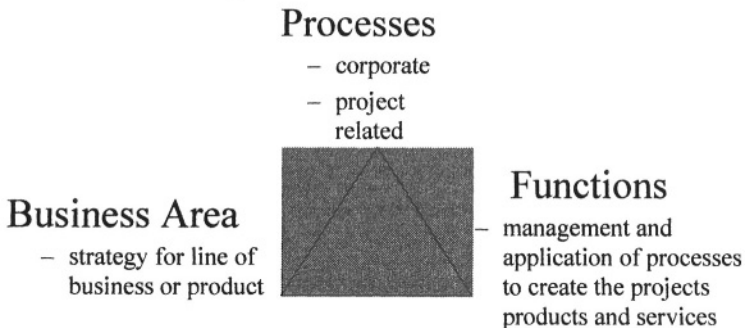 Processes
– corporate
– project
related
Business Area
– strategy for line of
business or product
Functions
– management and
application of processes
to create the projects
products and services